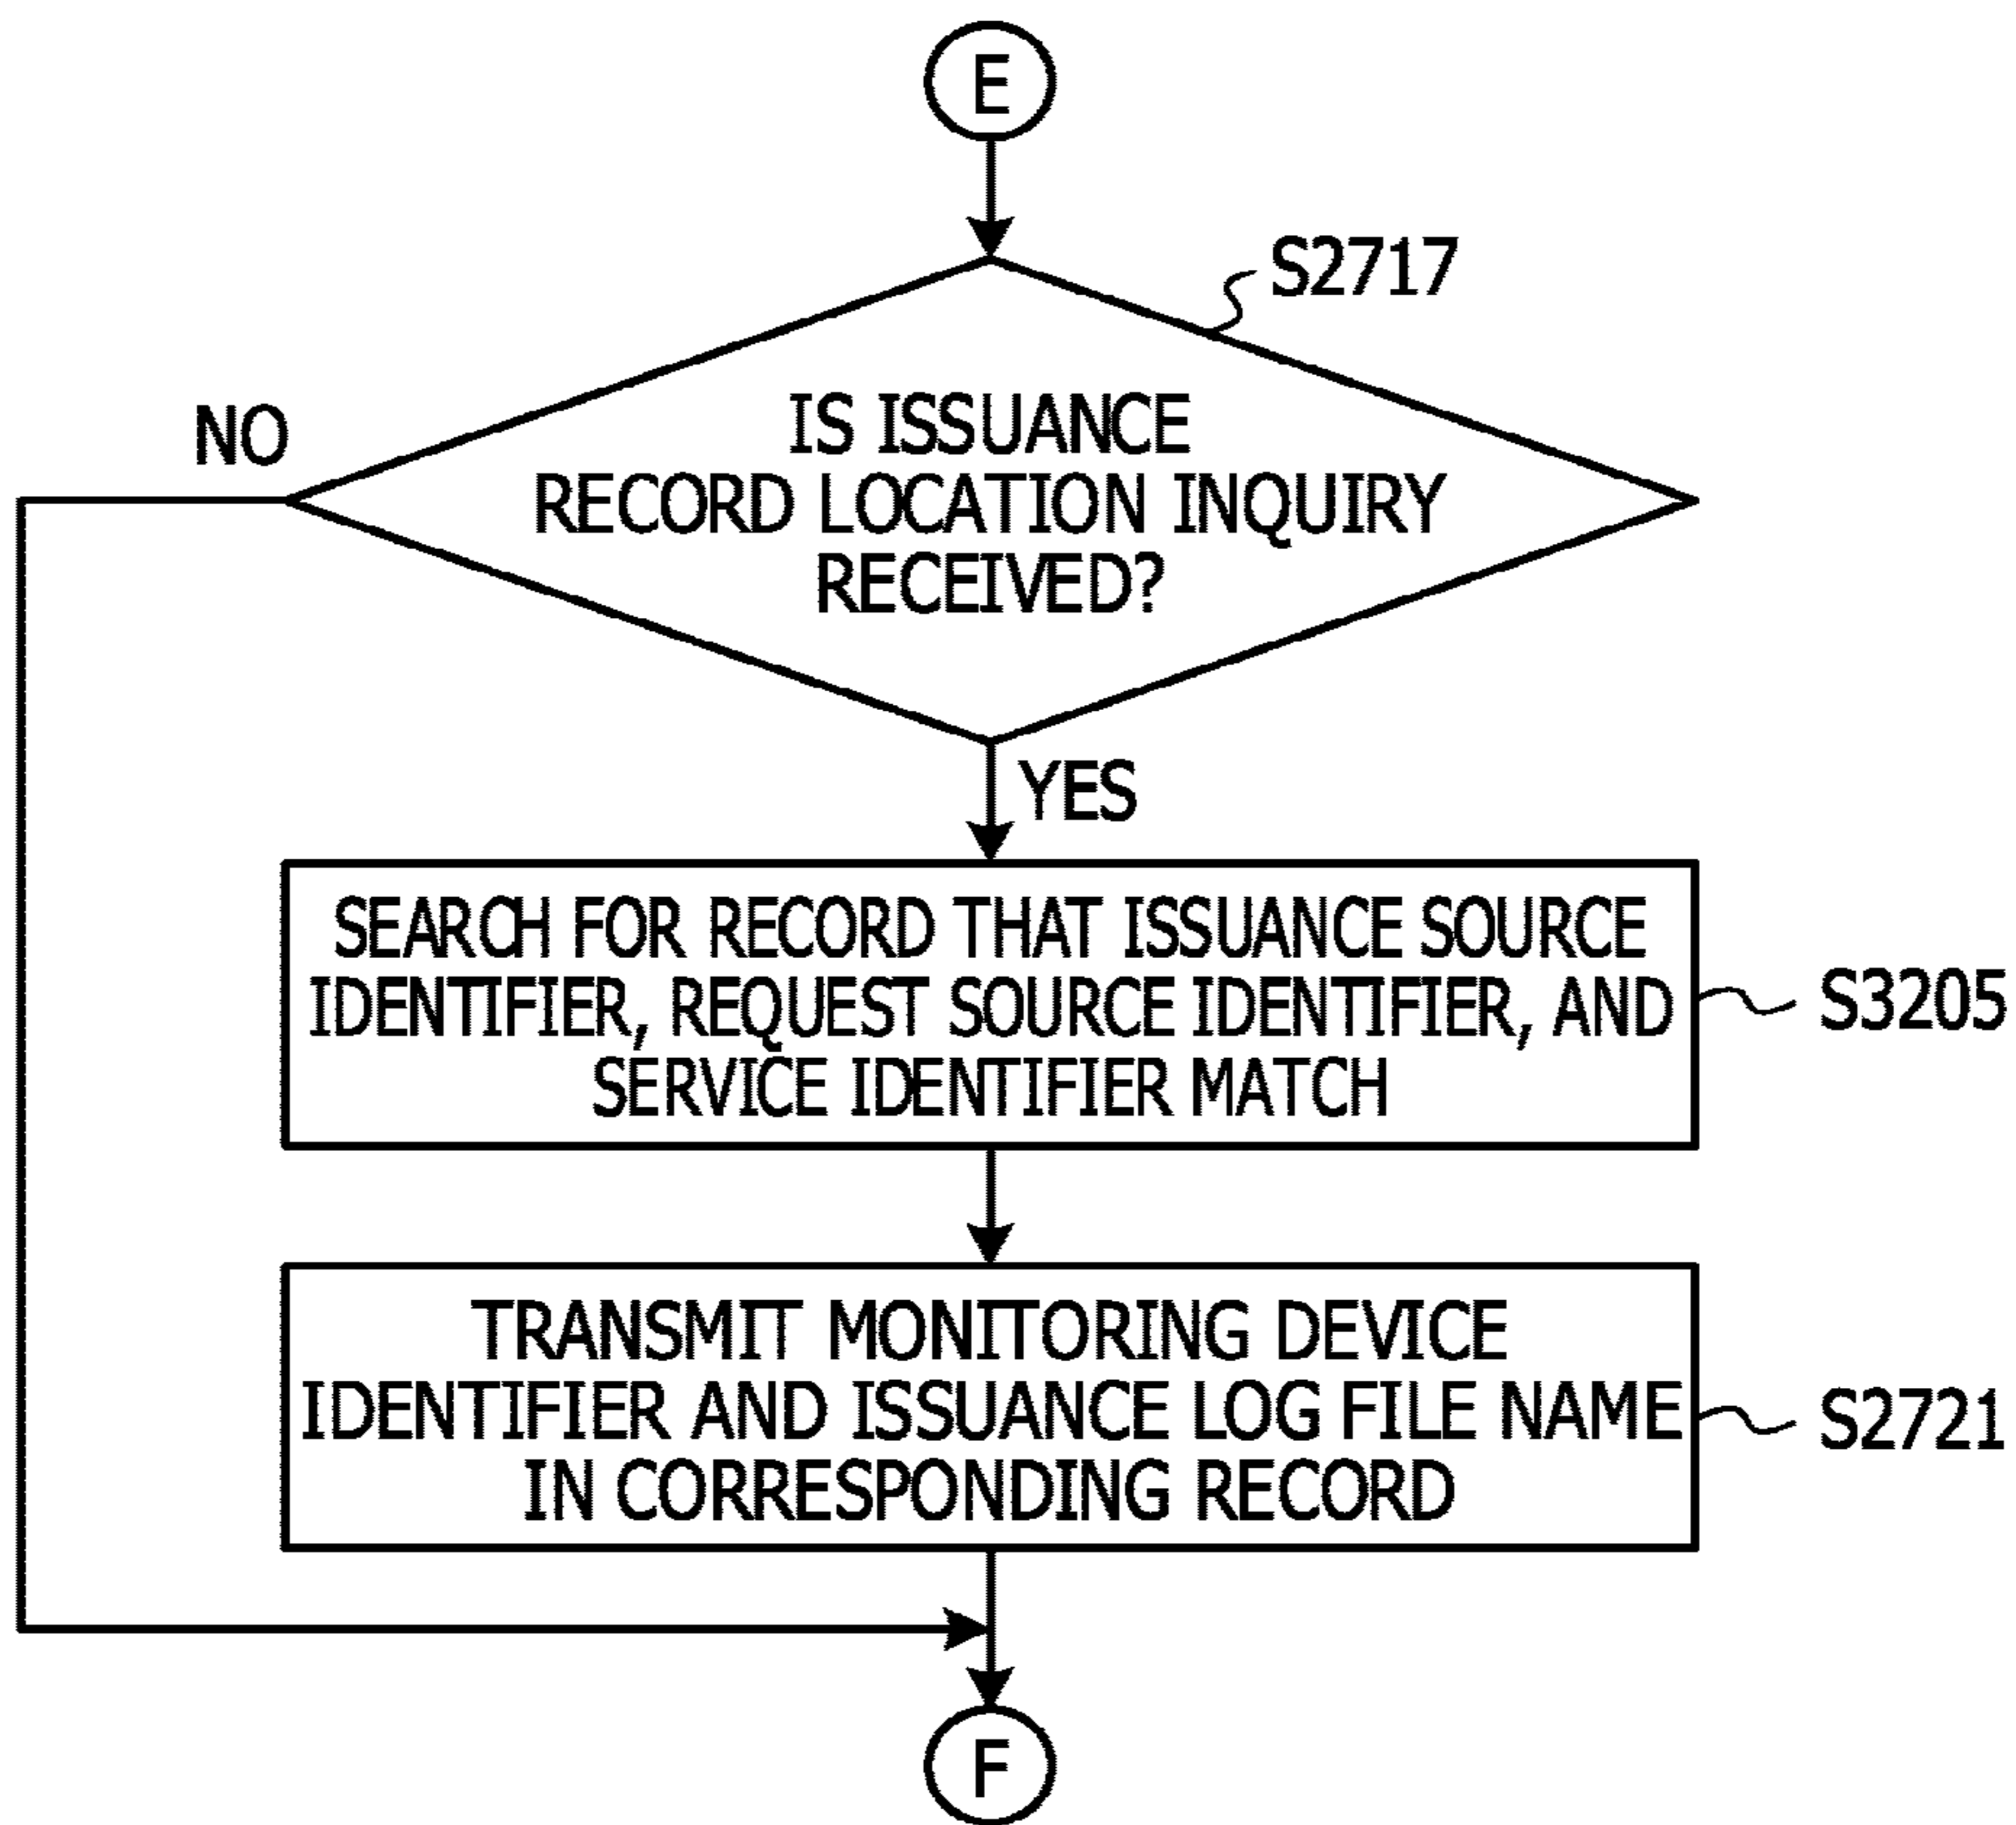 E
S2717
NO
IS ISSUANCE
RECORD LOCATION INQUIRY
RECEIVED?
YES
SEARCH FOR RECORD THAT ISSUANCE SOURCE
IDENTIFIER, REQUEST SOURCE IDENTIFIER, AND
SERVICE IDENTIFIER MATCH
S3205
TRANSMIT MONITORING DEVICE
IDENTIFIER AND ISSUANCE LOG FILE NAME
IN CORRESPONDING RECORD
S2721
F